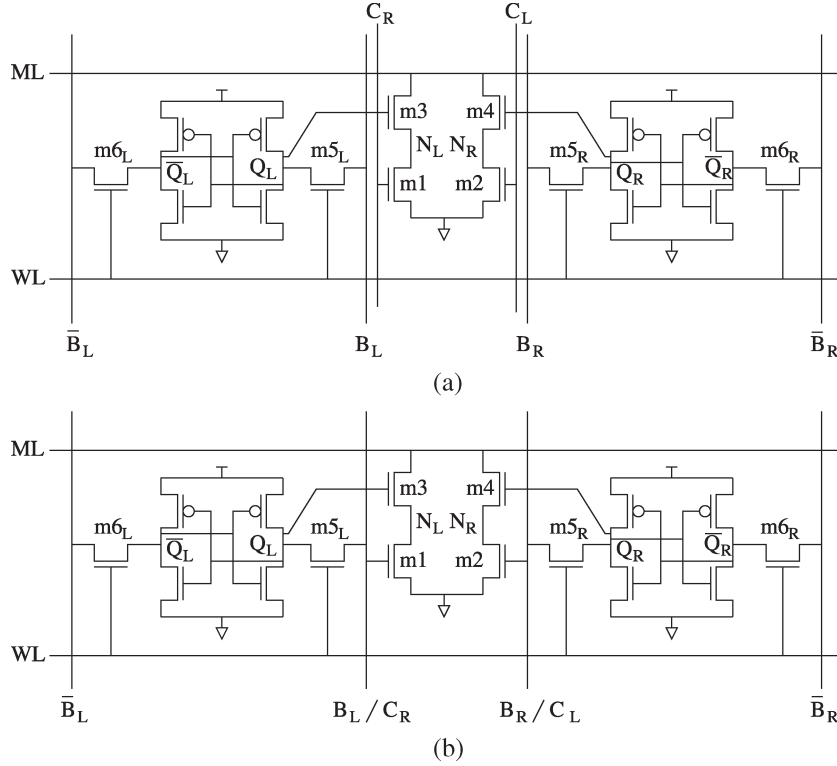 C_R C_L
ML
m3 m4
m6_L Q̅_L Q_L m5_L N_L N_R m5_R Q_R Q̅_R m6_R
m1 m2
WL
B̅_L B_L B_R B̅_R
(a)
ML
m3 m4
m6_L Q̅_L Q_L m5_L N_L N_R m5_R Q_R Q̅_R m6_R
m1 m2
WL
B̅_L B_L / C_R B_R / C_L B̅_R
(b)